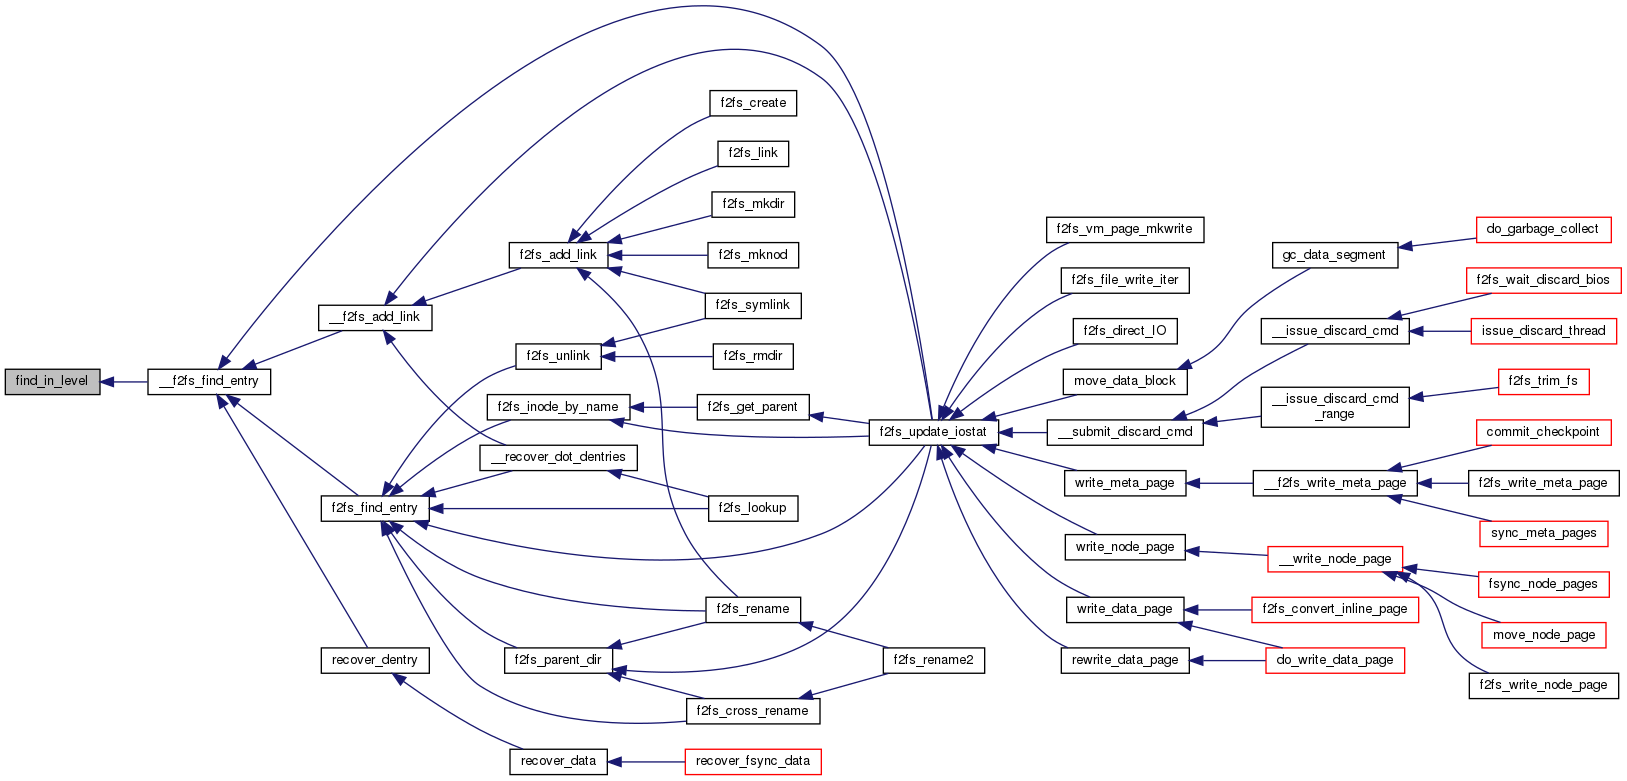 find_in_level
__f2fs_find_entry
__f2fs_add_link
f2fs_find_entry
recover_dentry
f2fs_add_link
f2fs_unlink
f2fs_inode_by_name
__recover_dot_dentries
f2fs_parent_dir
recover_data
f2fs_create
f2fs_link
f2fs_mkdir
f2fs_mknod
f2fs_symlink
f2fs_rmdir
f2fs_get_parent
f2fs_lookup
f2fs_rename
f2fs_cross_rename
recover_fsync_data
f2fs_update_iostat
f2fs_rename2
f2fs_vm_page_mkwrite
f2fs_file_write_iter
f2fs_direct_IO
move_data_block
__submit_discard_cmd
write_meta_page
write_node_page
write_data_page
rewrite_data_page
gc_data_segment
__issue_discard_cmd
__issue_discard_cmd
_range
__f2fs_write_meta_page
__write_node_page
f2fs_convert_inline_page
do_write_data_page
do_garbage_collect
f2fs_wait_discard_bios
issue_discard_thread
f2fs_trim_fs
commit_checkpoint
f2fs_write_meta_page
sync_meta_pages
fsync_node_pages
move_node_page
f2fs_write_node_page